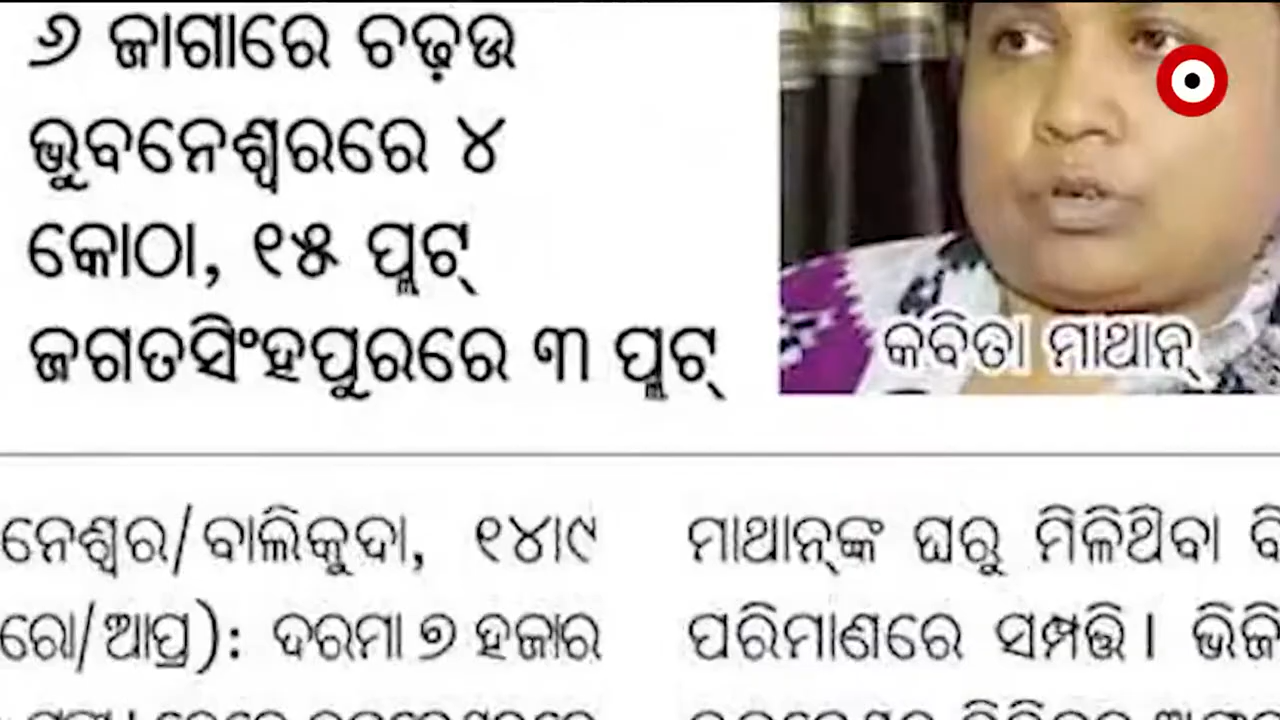 ୬ ଜାଗାରେ ଚଢ଼ଉ
ଭୁବନେଶ୍ୱରରେ ୪
କୋଠା, ୧୫ ପ୍ଲଟ୍
ଜଗତସିଂହପୁରରେ ୩ ପ୍ଲଟ୍
କବିତା ମାଥାନ୍
ନେଶ୍ୱର/ବାଲିକୁଦା, ୧୪ା୯
ରୋ/ଆପ୍ର): ଦରମା ୭ ହଜାର
ମାଥାନ୍‌ଙ୍କ ଘରୁ ମିଳିଥିବା ବି
ପରିମାଣରେ ସମ୍ପତ୍ତି। ଭିଜି